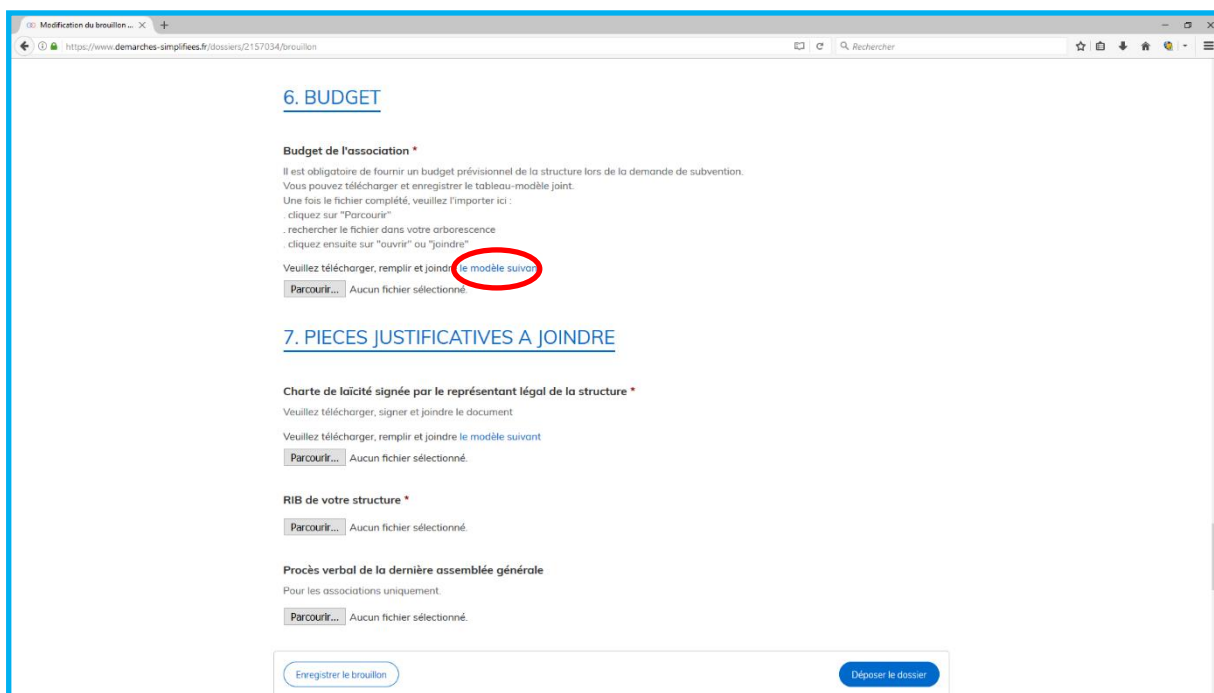 Modification du brouillon ...
https://www.demarches-simplifiees.fr/dossiers/2157034/brouillon
Rechercher
6. BUDGET
Budget de l'association *
Il est obligatoire de fournir un budget prévisionnel de la structure lors de la demande de subvention.
Vous pouvez télécharger et enregistrer le tableau-modèle joint.
Une fois le fichier complété, veuillez l'importer ici :
. cliquez sur "Parcourir"
. rechercher le fichier dans votre arborescence
. cliquez ensuite sur "ouvrir" ou "joindre"
Veuillez télécharger, remplir et joindre le modèle suivant
Parcourir... Aucun fichier sélectionné.
7. PIECES JUSTIFICATIVES A JOINDRE
Charte de laïcité signée par le représentant légal de la structure *
Veuillez télécharger, signer et joindre le document
Veuillez télécharger, remplir et joindre le modèle suivant
Parcourir... Aucun fichier sélectionné.
RIB de votre structure *
Parcourir... Aucun fichier sélectionné.
Procès verbal de la dernière assemblée générale
Pour les associations uniquement.
Parcourir... Aucun fichier sélectionné.
Enregistrer le brouillon
Déposer le dossier